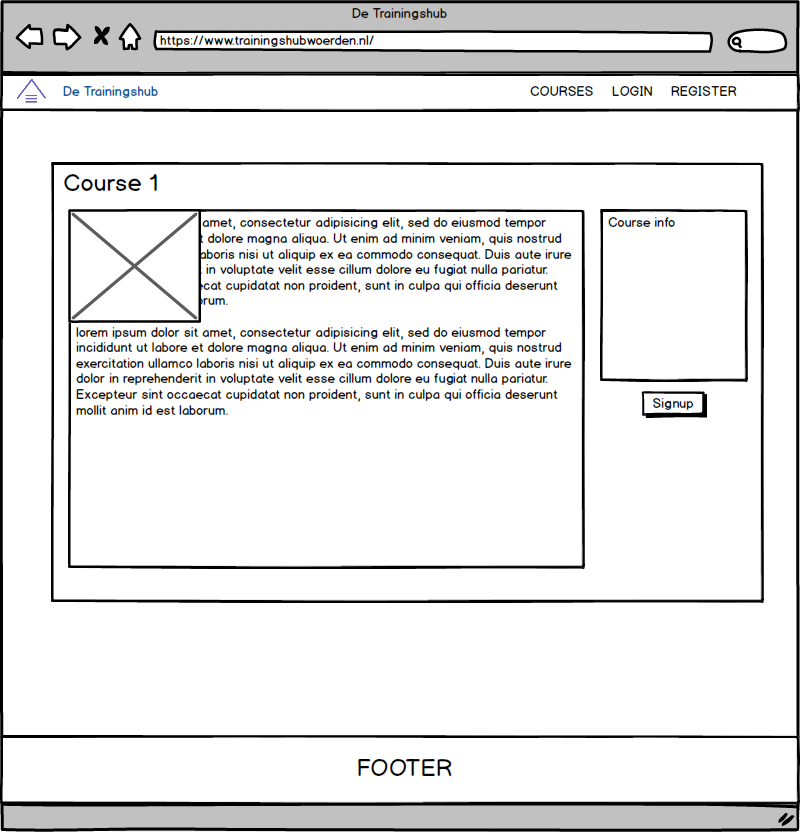 De Trainingshub
https://www.trainingshubwoerden.nl/
De Trainingshub COURSES LOGIN REGISTER
Course 1
amet, consectetur adipisicing elit, sed do eiusmod tempor
dolore magna aliqua. Ut enim ad minim veniam, quis nostrud
nisi ut aliquip ex ea commodo consequat. Duis aute irure
in voluptate velit esse cillum dolore eu fugiat nulla pariatur.
cupidatat non proident, sunt in culpa qui officia deserunt
lorem ipsum dolor sit amet, consectetur adipisicing elit, sed do eiusmod tempor
incididunt ut labore et dolore magna aliqua. Ut enim ad minim veniam, quis nostrud
exercitation ullamco laboris nisi ut aliquip ex ea commodo consequat. Duis aute irure
dolor in reprehenderit in voluptate velit esse cillum dolore eu fugiat nulla pariatur.
Excepteur sint occaecat cupidatat non proident, sunt in culpa qui officia deserunt
mollit anim id est laborum.
Course info
Signup
FOOTER